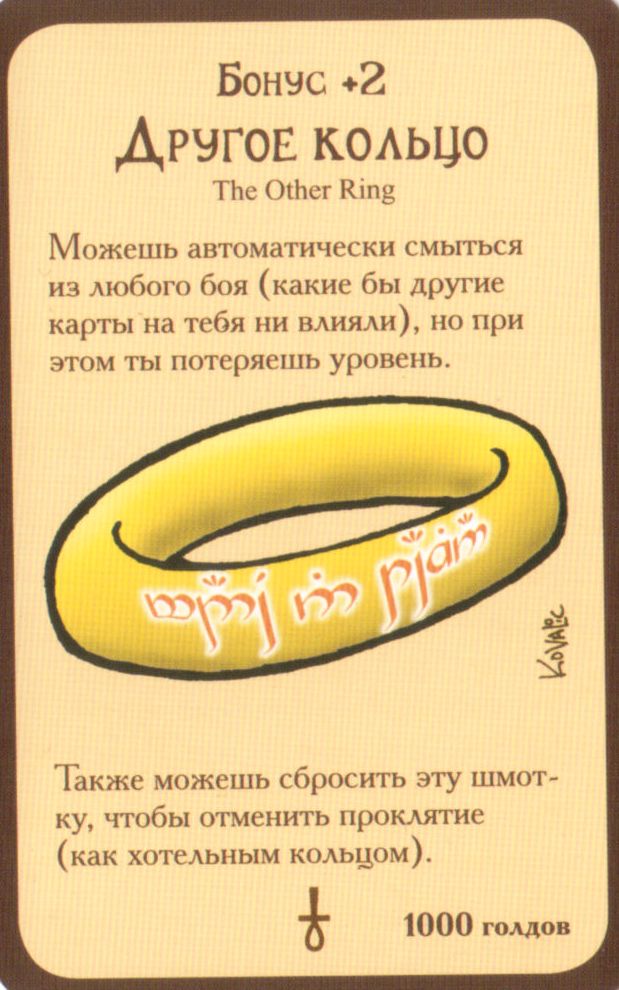 Бонус +2
Другое кольцо
The Other Ring
Можешь автоматически смыться
из любого боя (какие бы другие
карты на тебя ни влияли), но при
этом ты потеряешь уровень.
Kovalic
Также можешь сбросить эту шмот-
ку, чтобы отменить проклятие
(как хотельным кольцом).
1000 голдов